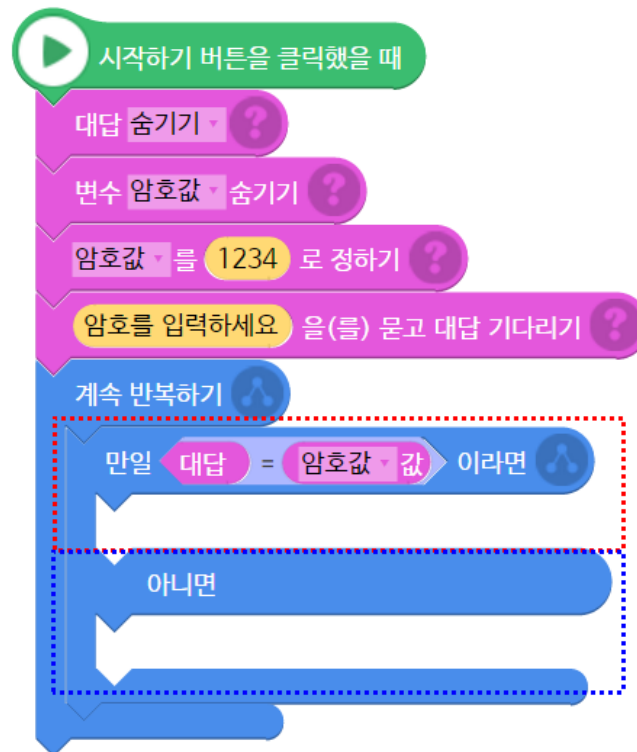 시작하기 버튼을 클릭했을 때
대답 숨기기 ?
변수 암호값 숨기기 ?
암호값 를 1234 로 정하기 ?
암호를 입력하세요 을(를) 묻고 대답 기다리기 ?
계속 반복하기
만일 대답 = 암호값 값 이라면
아니면